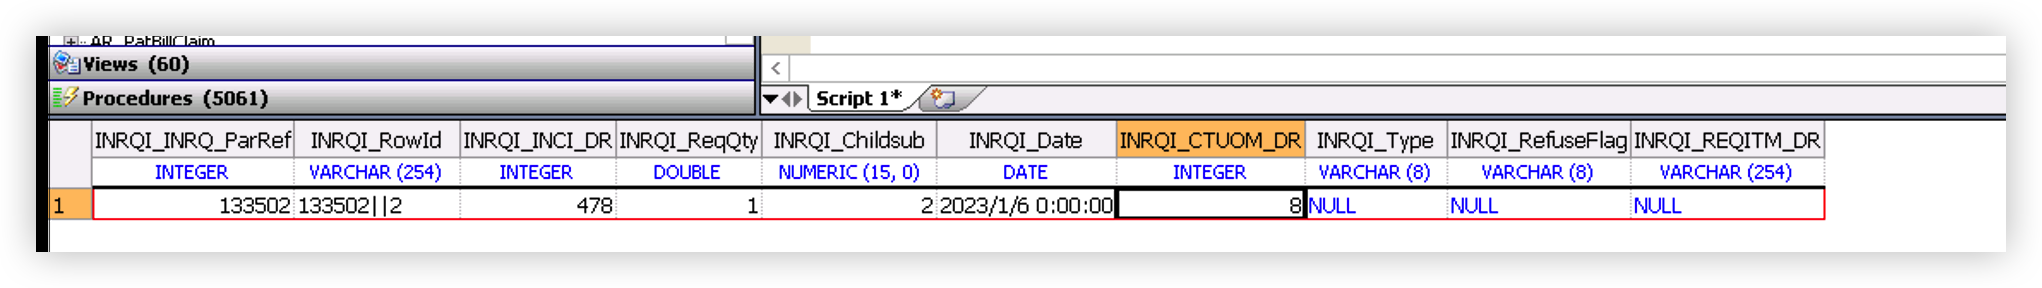 AR_PatBillClaim
Views (60)
Procedures (5061)
Script 1*
INRQI_INRQ_ParRef INRQI_RowId INRQI_INCI_DR INRQI_ReqQty INRQI_Childsub INRQI_Date INRQI_CTUOM_DR INRQI_Type INRQI_RefuseFlag INRQI_REQITM_DR
INTEGER VARCHAR (254) INTEGER DOUBLE NUMERIC (15, 0) DATE INTEGER VARCHAR (8) VARCHAR (8) VARCHAR (254)
1 133502 133502||2 478 1 2 2023/1/6 0:00:00 8 NULL NULL NULL